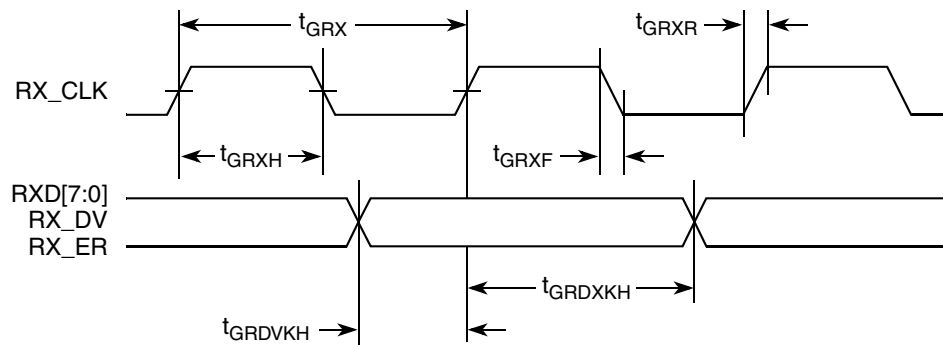 tGRX
tGRXR
RX_CLK
tGRXH
tGRXF
RXD[7:0]
RX_DV
RX_ER
tGRDXKH
tGRDVKH